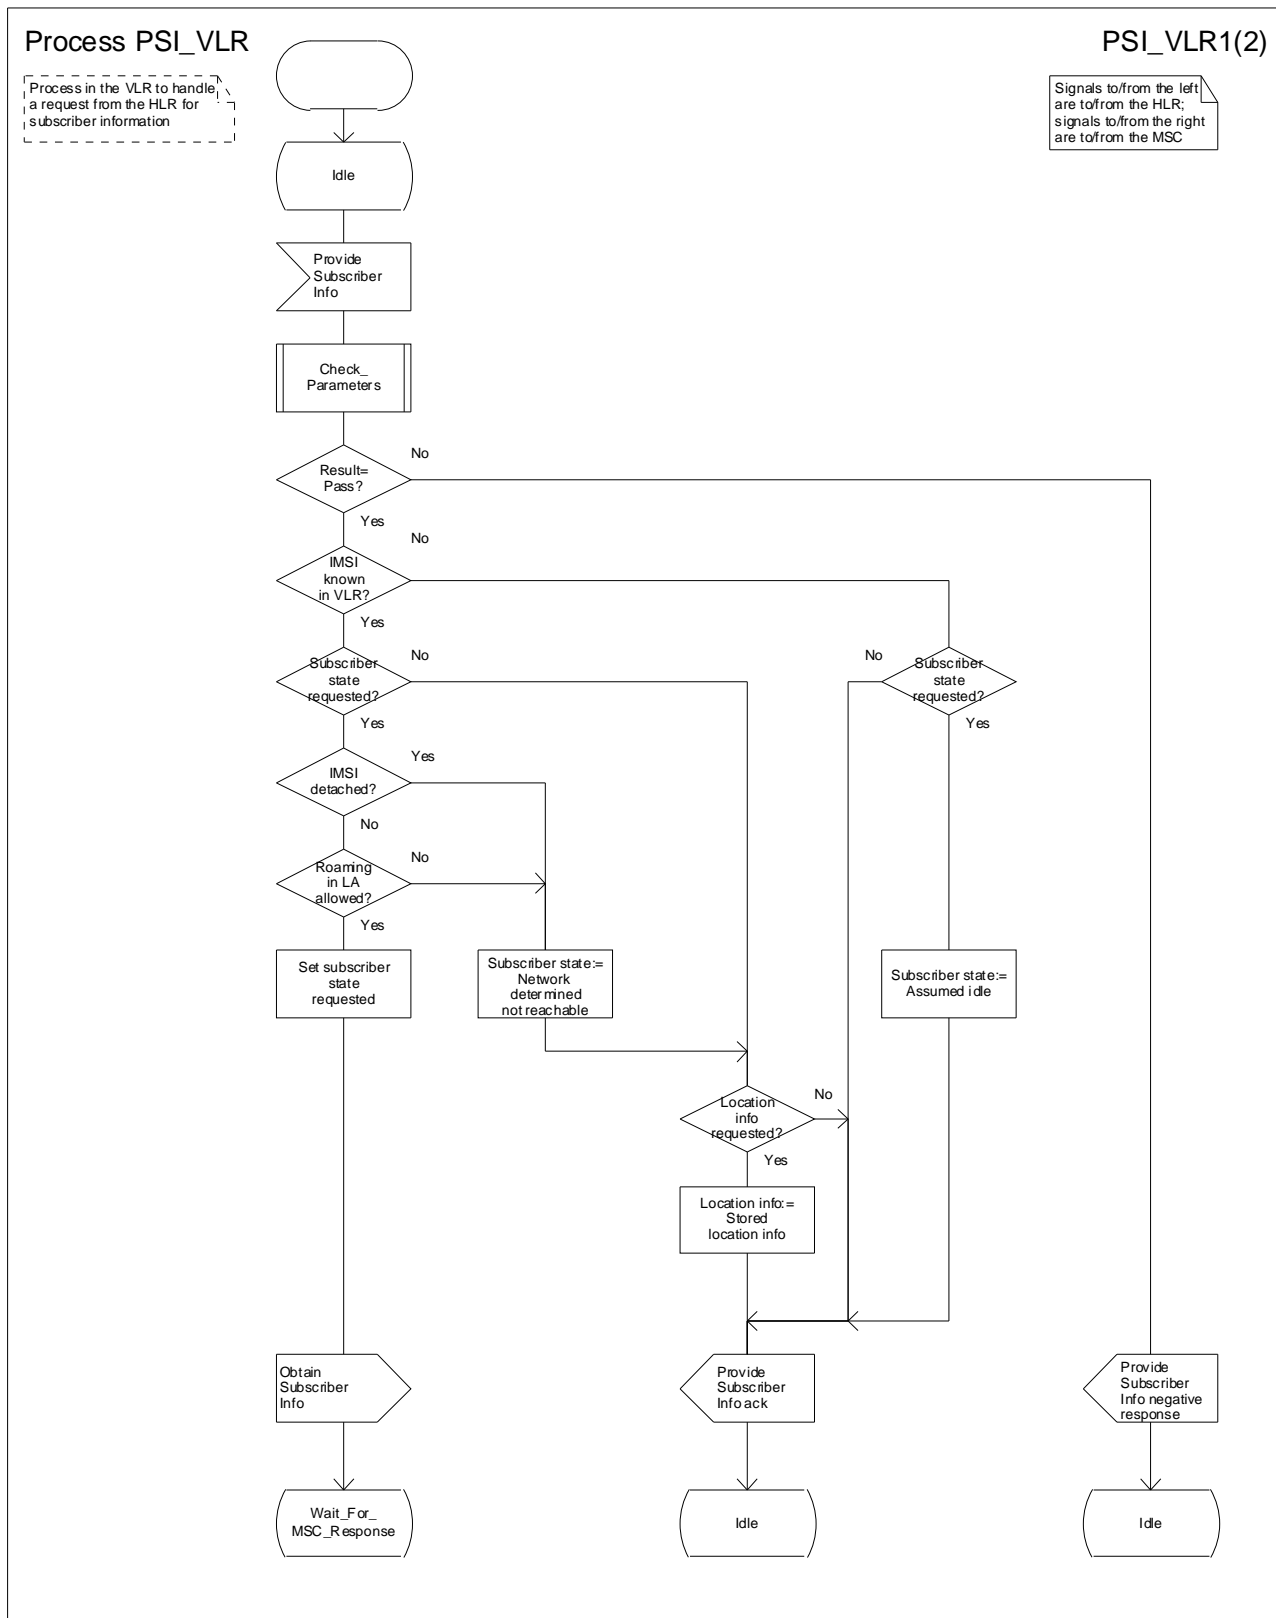 Process PSI_VLR
PSI_VLR1(2)
Process in the VLR to handle
a request from the HLR for
subscriber information
Signals to/from the left
are to/from the HLR;
signals to/from the right
are to/from the MSC
Idle
Provide
Subscriber
Info
Check_
Parameters
No
Result=
Pass?
Yes
No
IMSI
known
in VLR?
Yes
No
Subscriber
state
requested?
Yes
No
Subscriber
state
requested?
Yes
Yes
IMSI
detached?
No
No
Roaming
in LA
allowed?
Yes
Set subscriber
state
requested
Subscriber state:=
Network
determined
not reachable
Subscriber state:=
Assumed idle
No
Location
info
requested?
Yes
Location info:=
Stored
location info
Obtain
Subscriber
Info
Provide
Subscriber
Info ack
Provide
Subscriber
Info negative
response
Wait_For_
MSC_Response
Idle
Idle